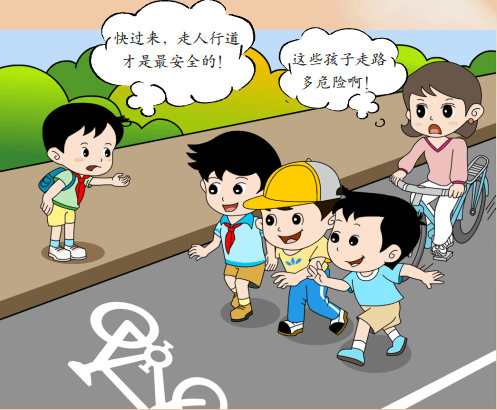 快过来，走人行道
才是最安全的！
这些孩子走路
多危险啊！